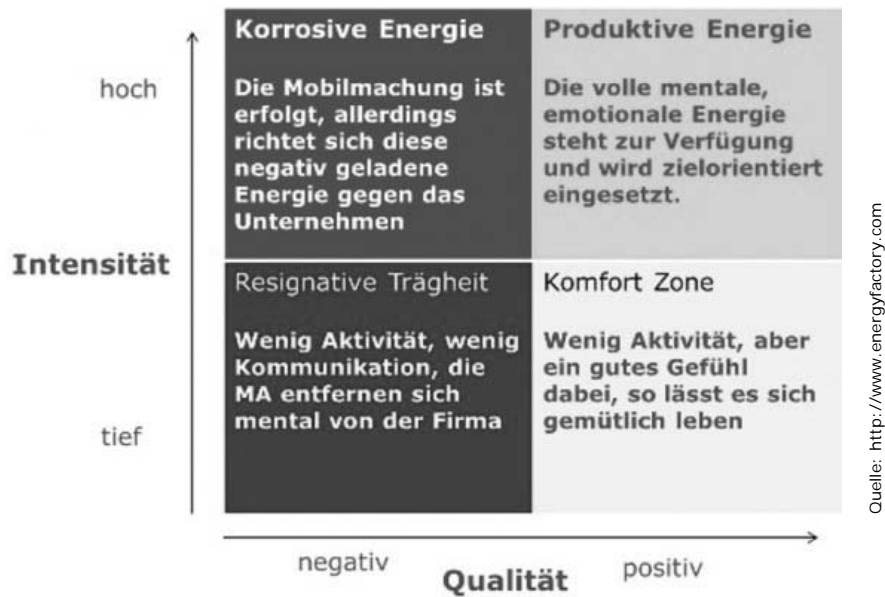 Korrosive Energie
Die Mobilmachung ist
erfolgt, allerdings
richtet sich diese
negativ geladene
Energie gegen das
Unternehmen
Produktive Energie
Die volle mentale,
emotionale Energie
steht zur Verfügung
und wird zielorientiert
eingesetzt.
hoch
Intensität
Resignative Trägheit
Wenig Aktivität, wenig
Kommunikation, die
MA entfernen sich
mental von der Firma
Komfort Zone
Wenig Aktivität, aber
ein gutes Gefühl
dabei, so lässt es sich
gemütlich leben
tief
negativ
Qualität
positiv
Quelle: http://www.energyfactory.com